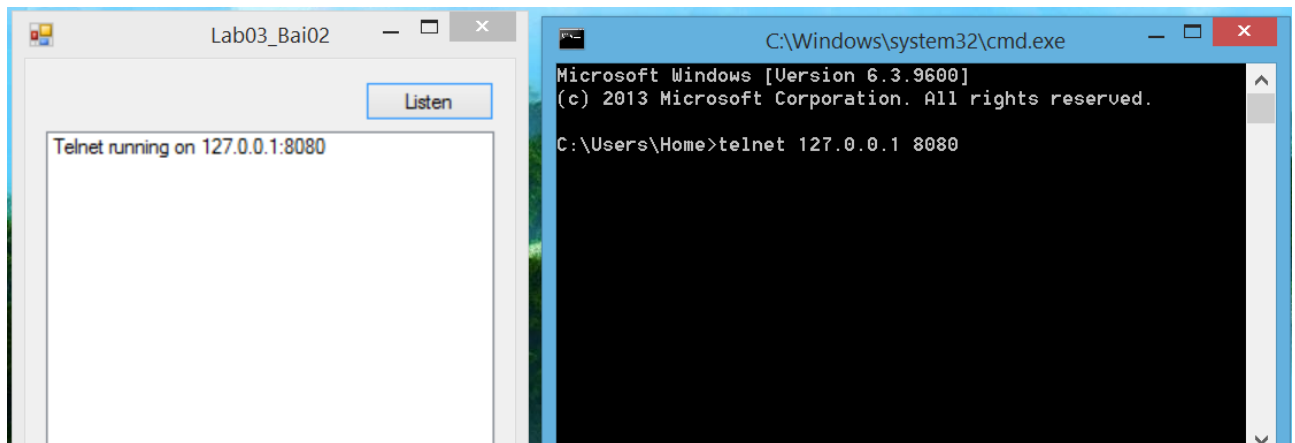 Lab03_Bai02
Listen
Telnet running on 127.0.0.1:8080
C:\Windows\system32\cmd.exe
Microsoft Windows [Version 6.3.9600]
(c) 2013 Microsoft Corporation. All rights reserved.
C:\Users\Home>telnet 127.0.0.1 8080